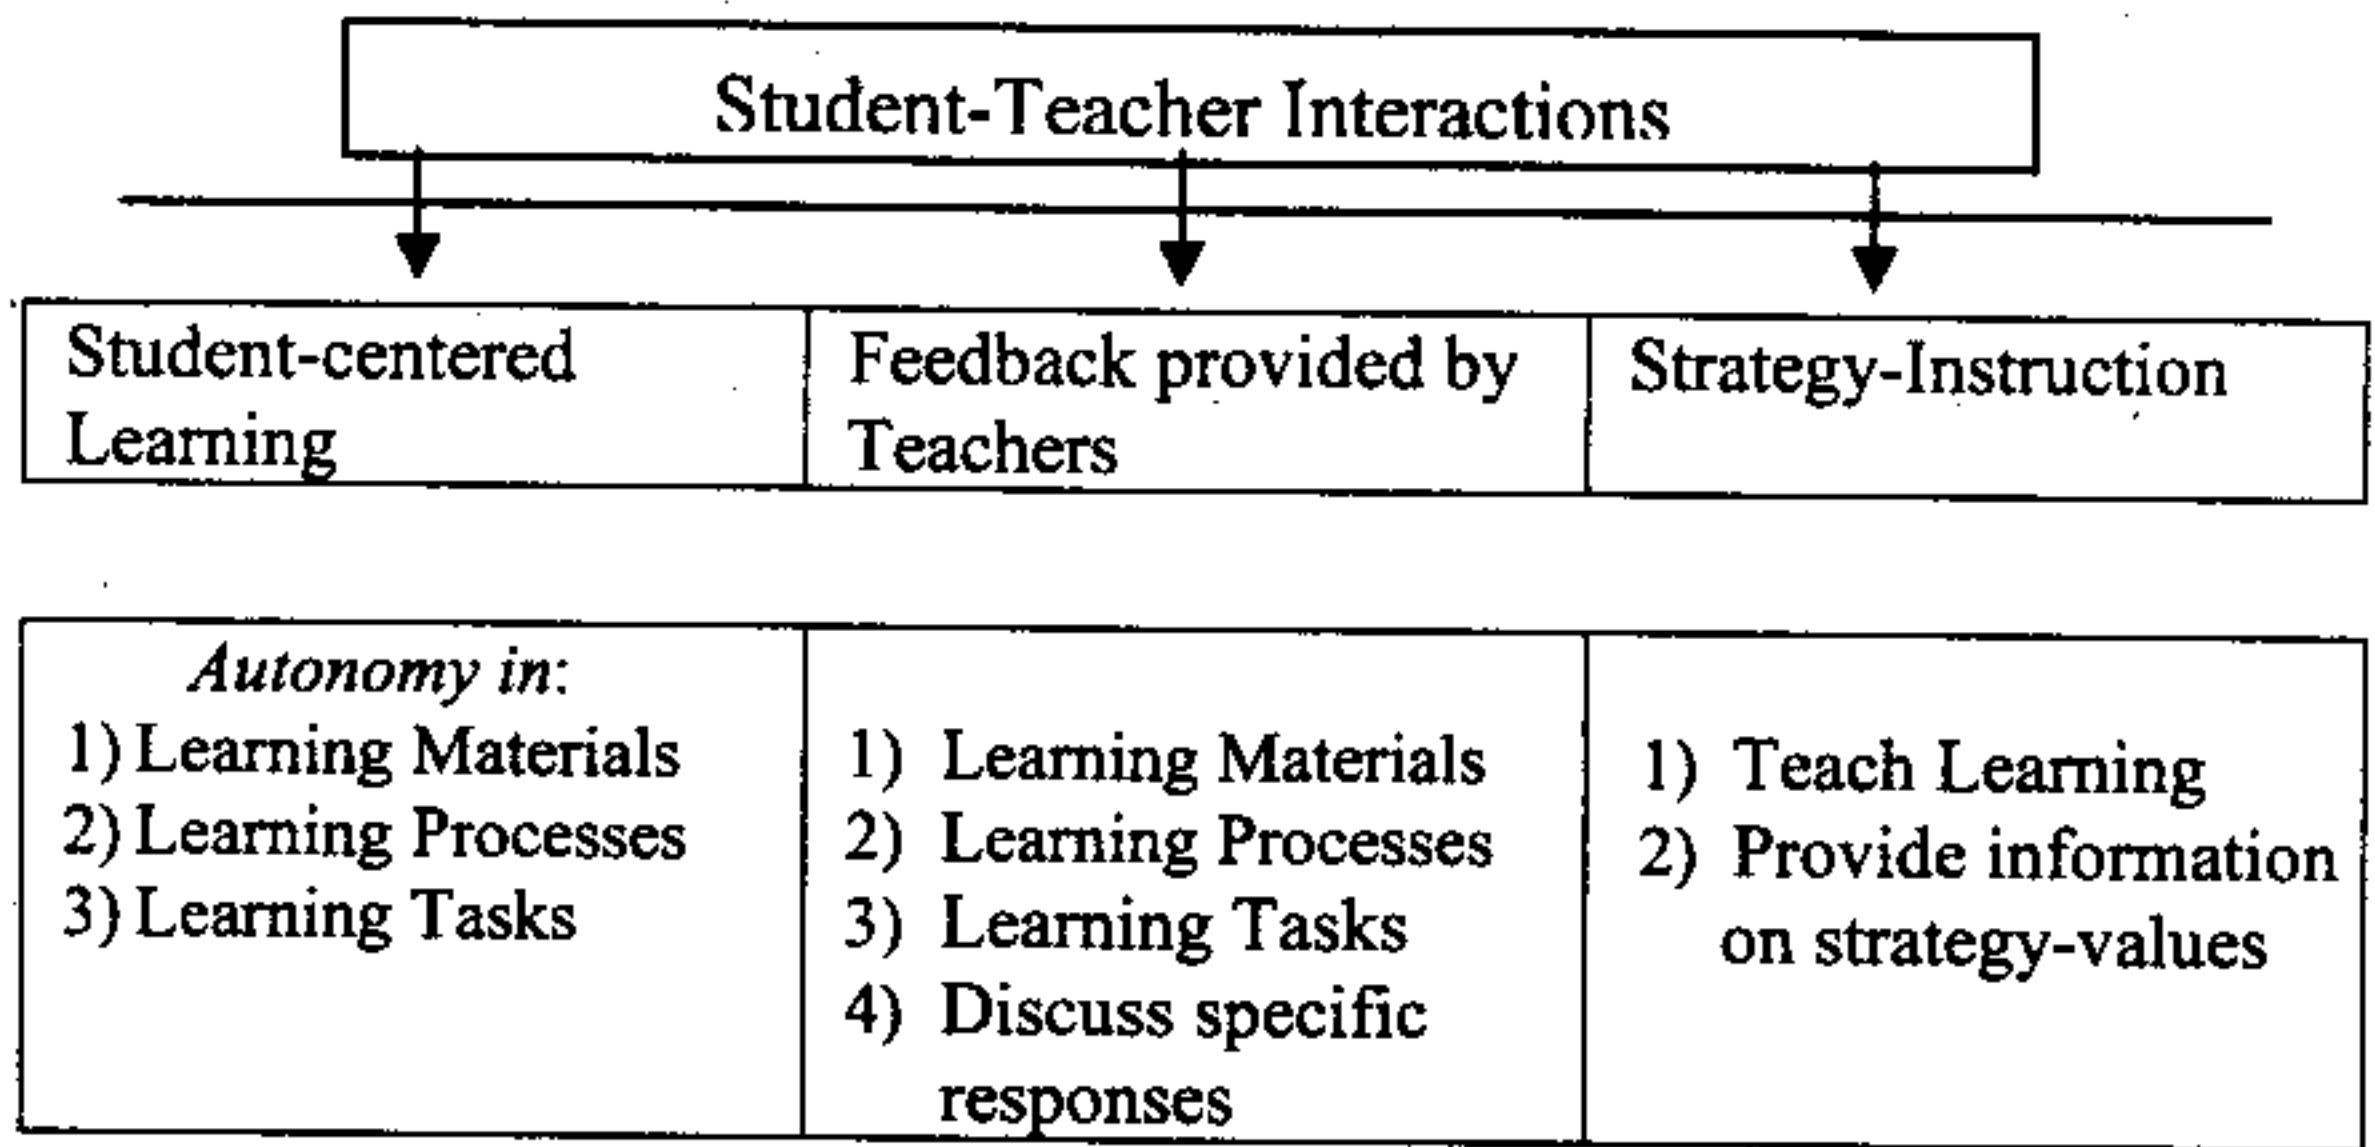 Student-Teacher Interactions
Student-centered
Learning
Feedback provided by
Teachers
Strategy-Instruction
Autonomy in:
1) Learning Materials
2) Learning Processes
3) Learning Tasks
1) Learning Materials
2) Learning Processes
3) Learning Tasks
4) Discuss specific
responses
1) Teach Learning
2) Provide information
on strategy-values